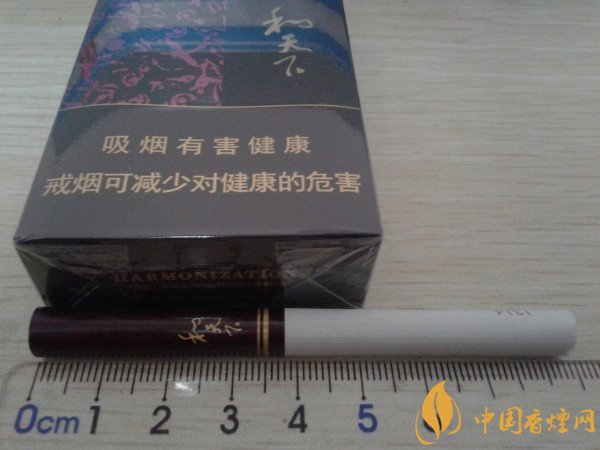 和天下
吸烟有害健康
戒烟可减少对健康的危害
HARMONIZATION
和天下
0cm 1 2 3 4 5
中国香烟网